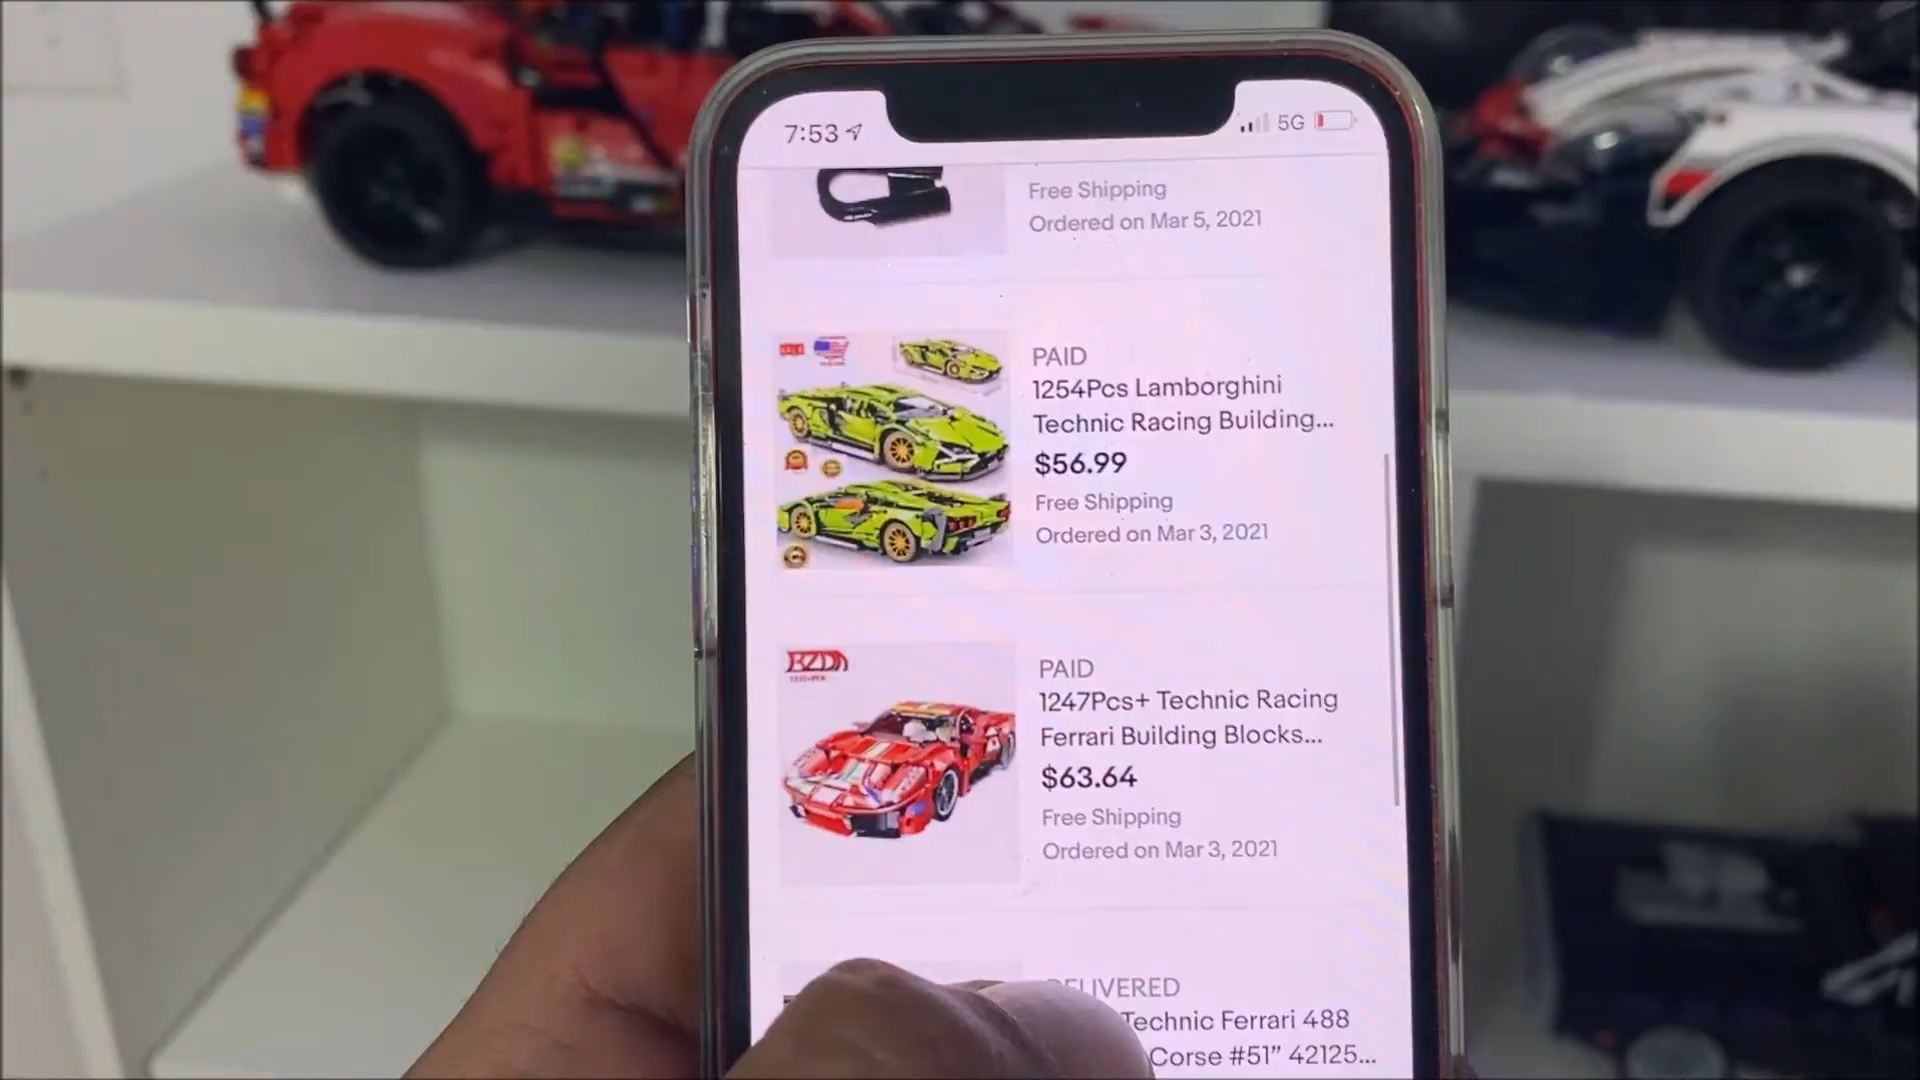 7:53
5G
Free Shipping
Ordered on Mar 5, 2021
PAID
1254Pcs Lamborghini
Technic Racing Building...
$56.99
Free Shipping
Ordered on Mar 3, 2021
BZDA
PAID
1247Pcs+ Technic Racing
Ferrari Building Blocks...
$63.64
Free Shipping
Ordered on Mar 3, 2021
DELIVERED
Technic Ferrari 488
Corse #51” 42125...